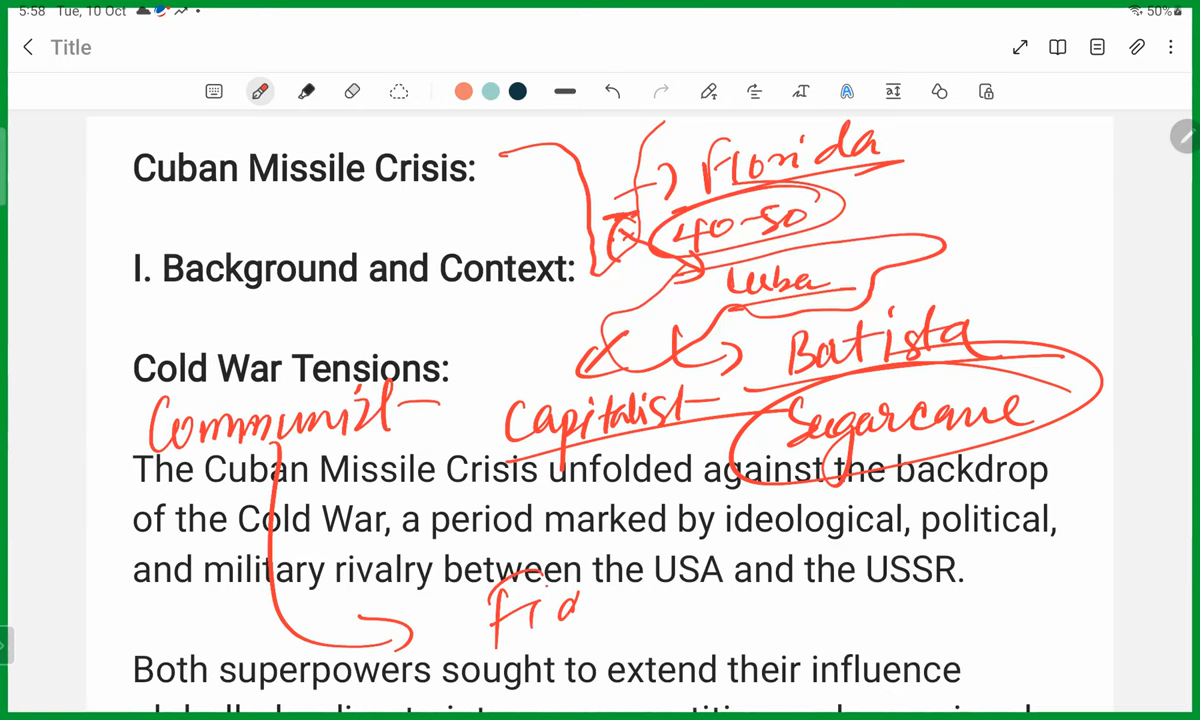 5:58 Tue, 10 Oct
50%
Title
Cuban Missile Crisis:
Florida
40-50
I. Background and Context:
Cuba
Batista
Cold War Tensions:
Communist
Capitalist
Sugarcane
The Cuban Missile Crisis unfolded against the backdrop
of the Cold War, a period marked by ideological, political,
and military rivalry between the USA and the USSR.
Fid
Both superpowers sought to extend their influence